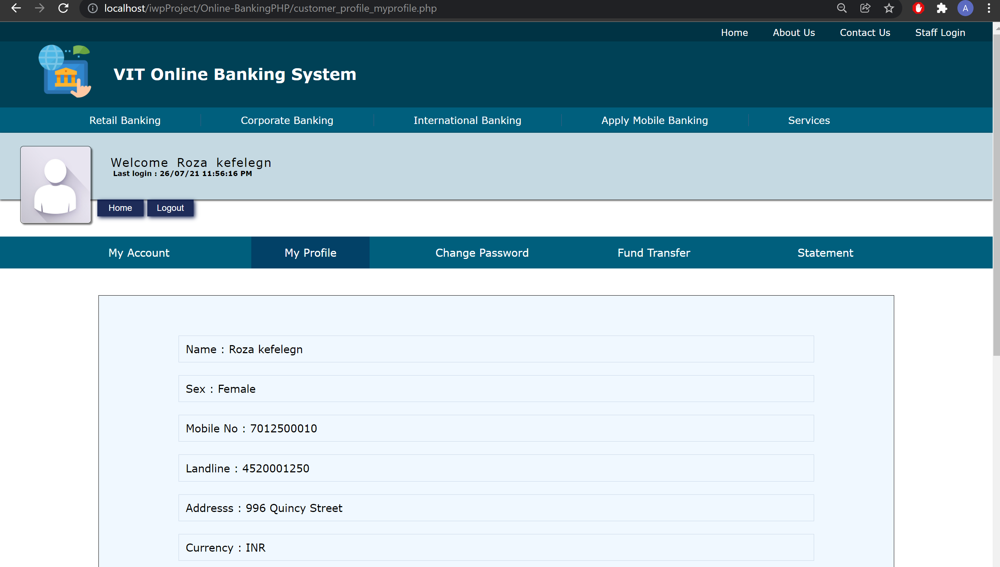 localhost/iwpProject/Online-BankingPHP/customer_profile_myprofile.php
A
Home About Us Contact Us Staff Login
VIT Online Banking System
Retail Banking Corporate Banking International Banking Apply Mobile Banking Services
Welcome Roza kefelegn
Last login : 26/07/21 11:56:16 PM
Home Logout
My Account My Profile Change Password Fund Transfer Statement
Name : Roza kefelegn
Sex : Female
Mobile No : 7012500010
Landline : 4520001250
Addresss : 996 Quincy Street
Currency : INR